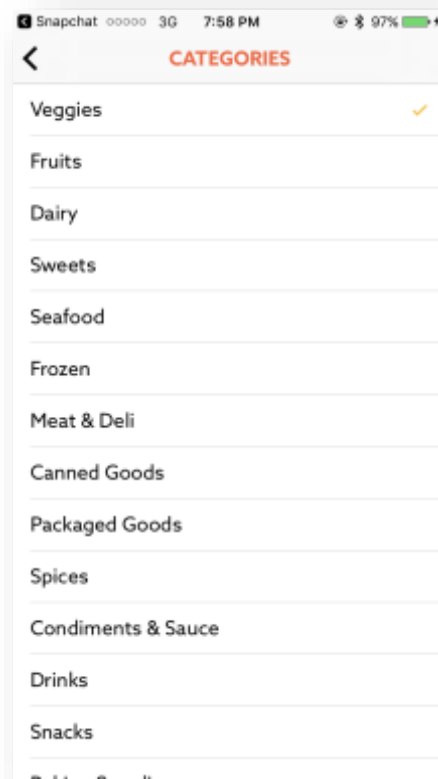 Snapchat ooooo 3G 7:58 PM 97%
CATEGORIES
Veggies
Fruits
Dairy
Sweets
Seafood
Frozen
Meat & Deli
Canned Goods
Packaged Goods
Spices
Condiments & Sauce
Drinks
Snacks